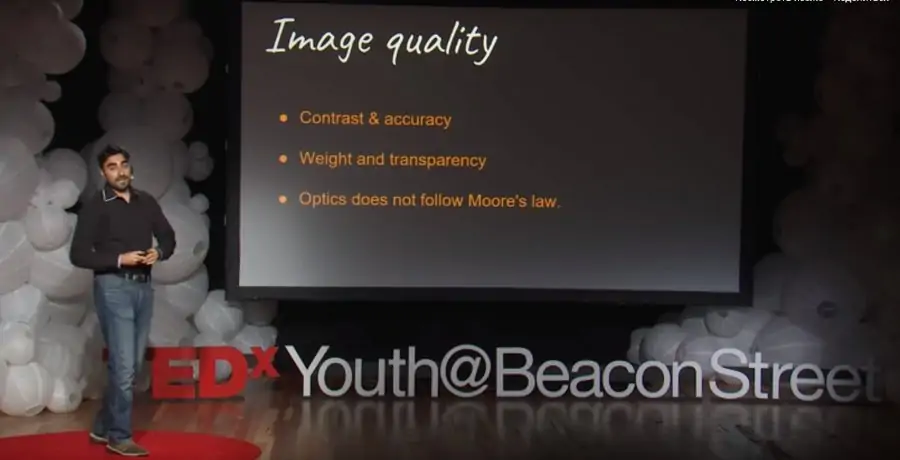 Image quality
• Contrast & accuracy
• Weight and transparency
• Optics does not follow Moore's law.
TEDx Youth@BeaconStreet